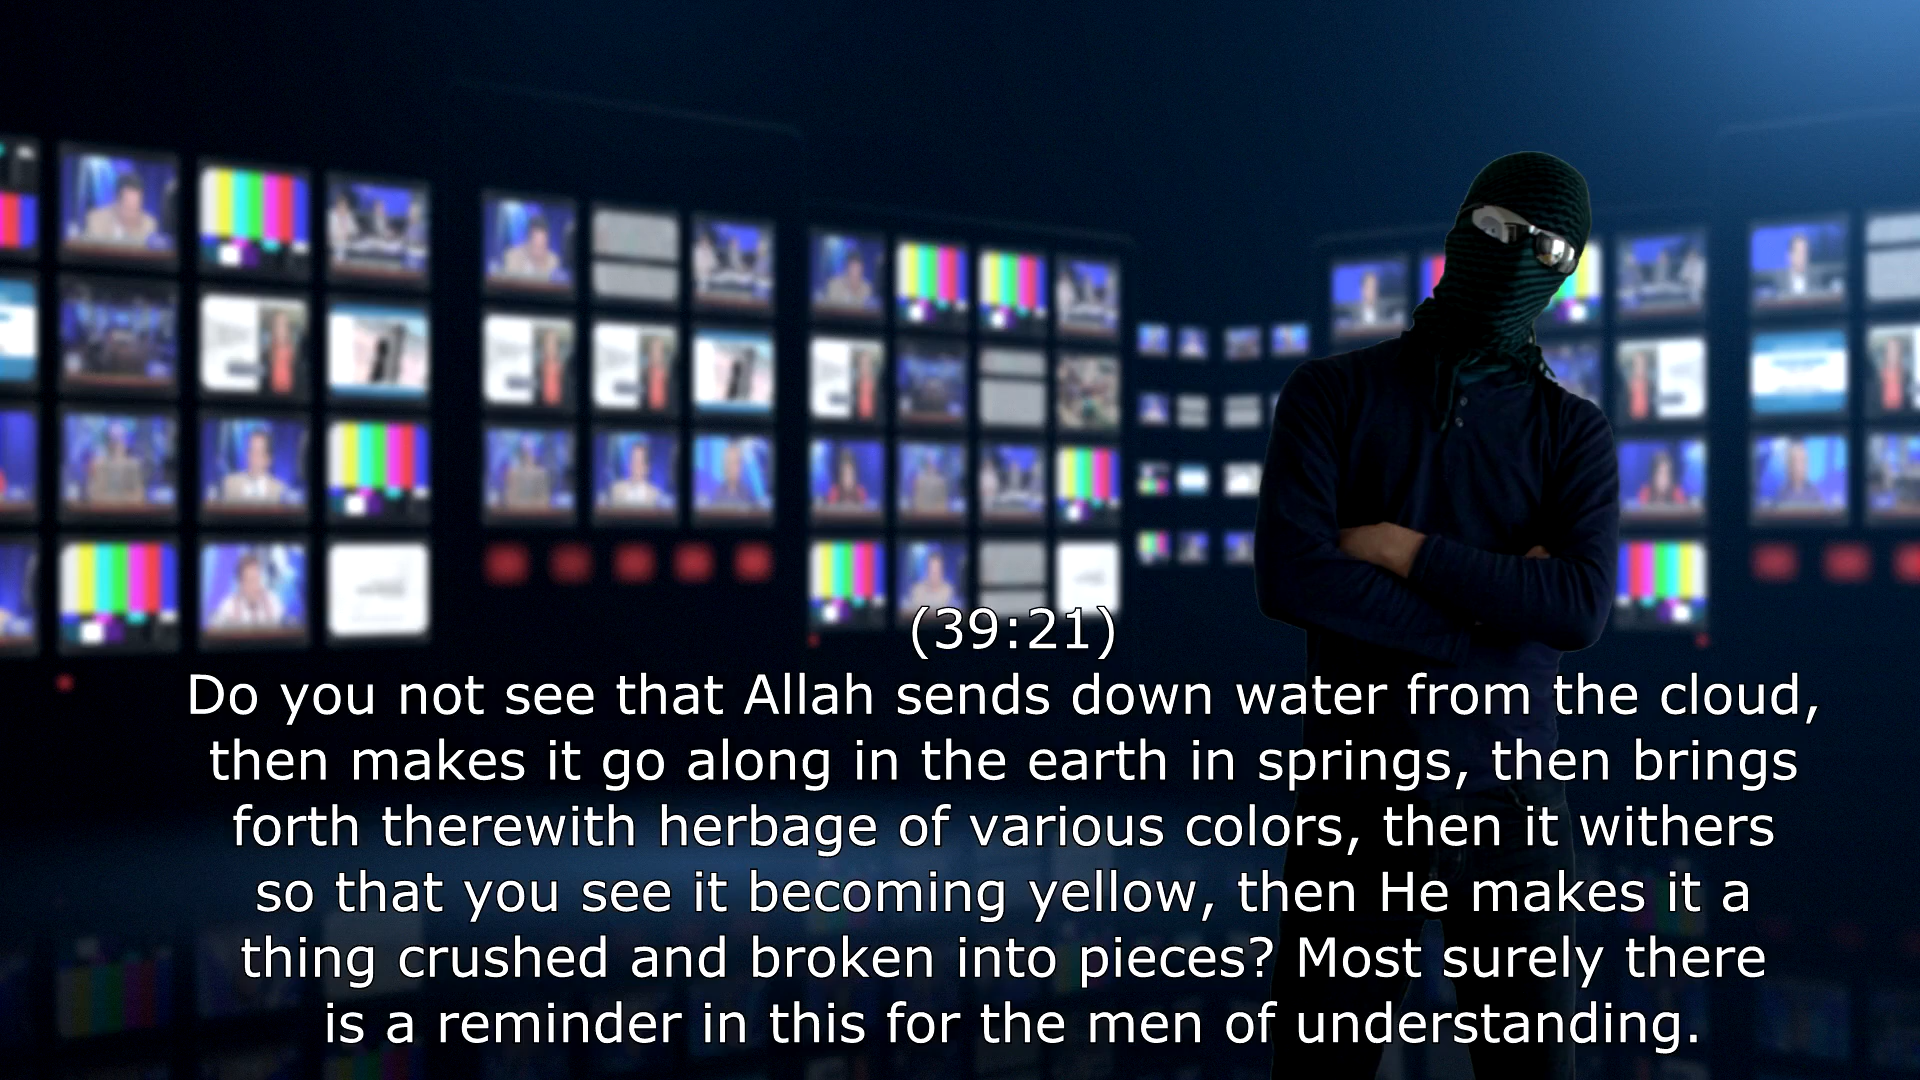 (39:21)
Do you not see that Allah sends down water from the cloud,
then makes it go along in the earth in springs, then brings
forth therewith herbage of various colors, then it withers
so that you see it becoming yellow, then He makes it a
thing crushed and broken into pieces? Most surely there
is a reminder in this for the men of understanding.